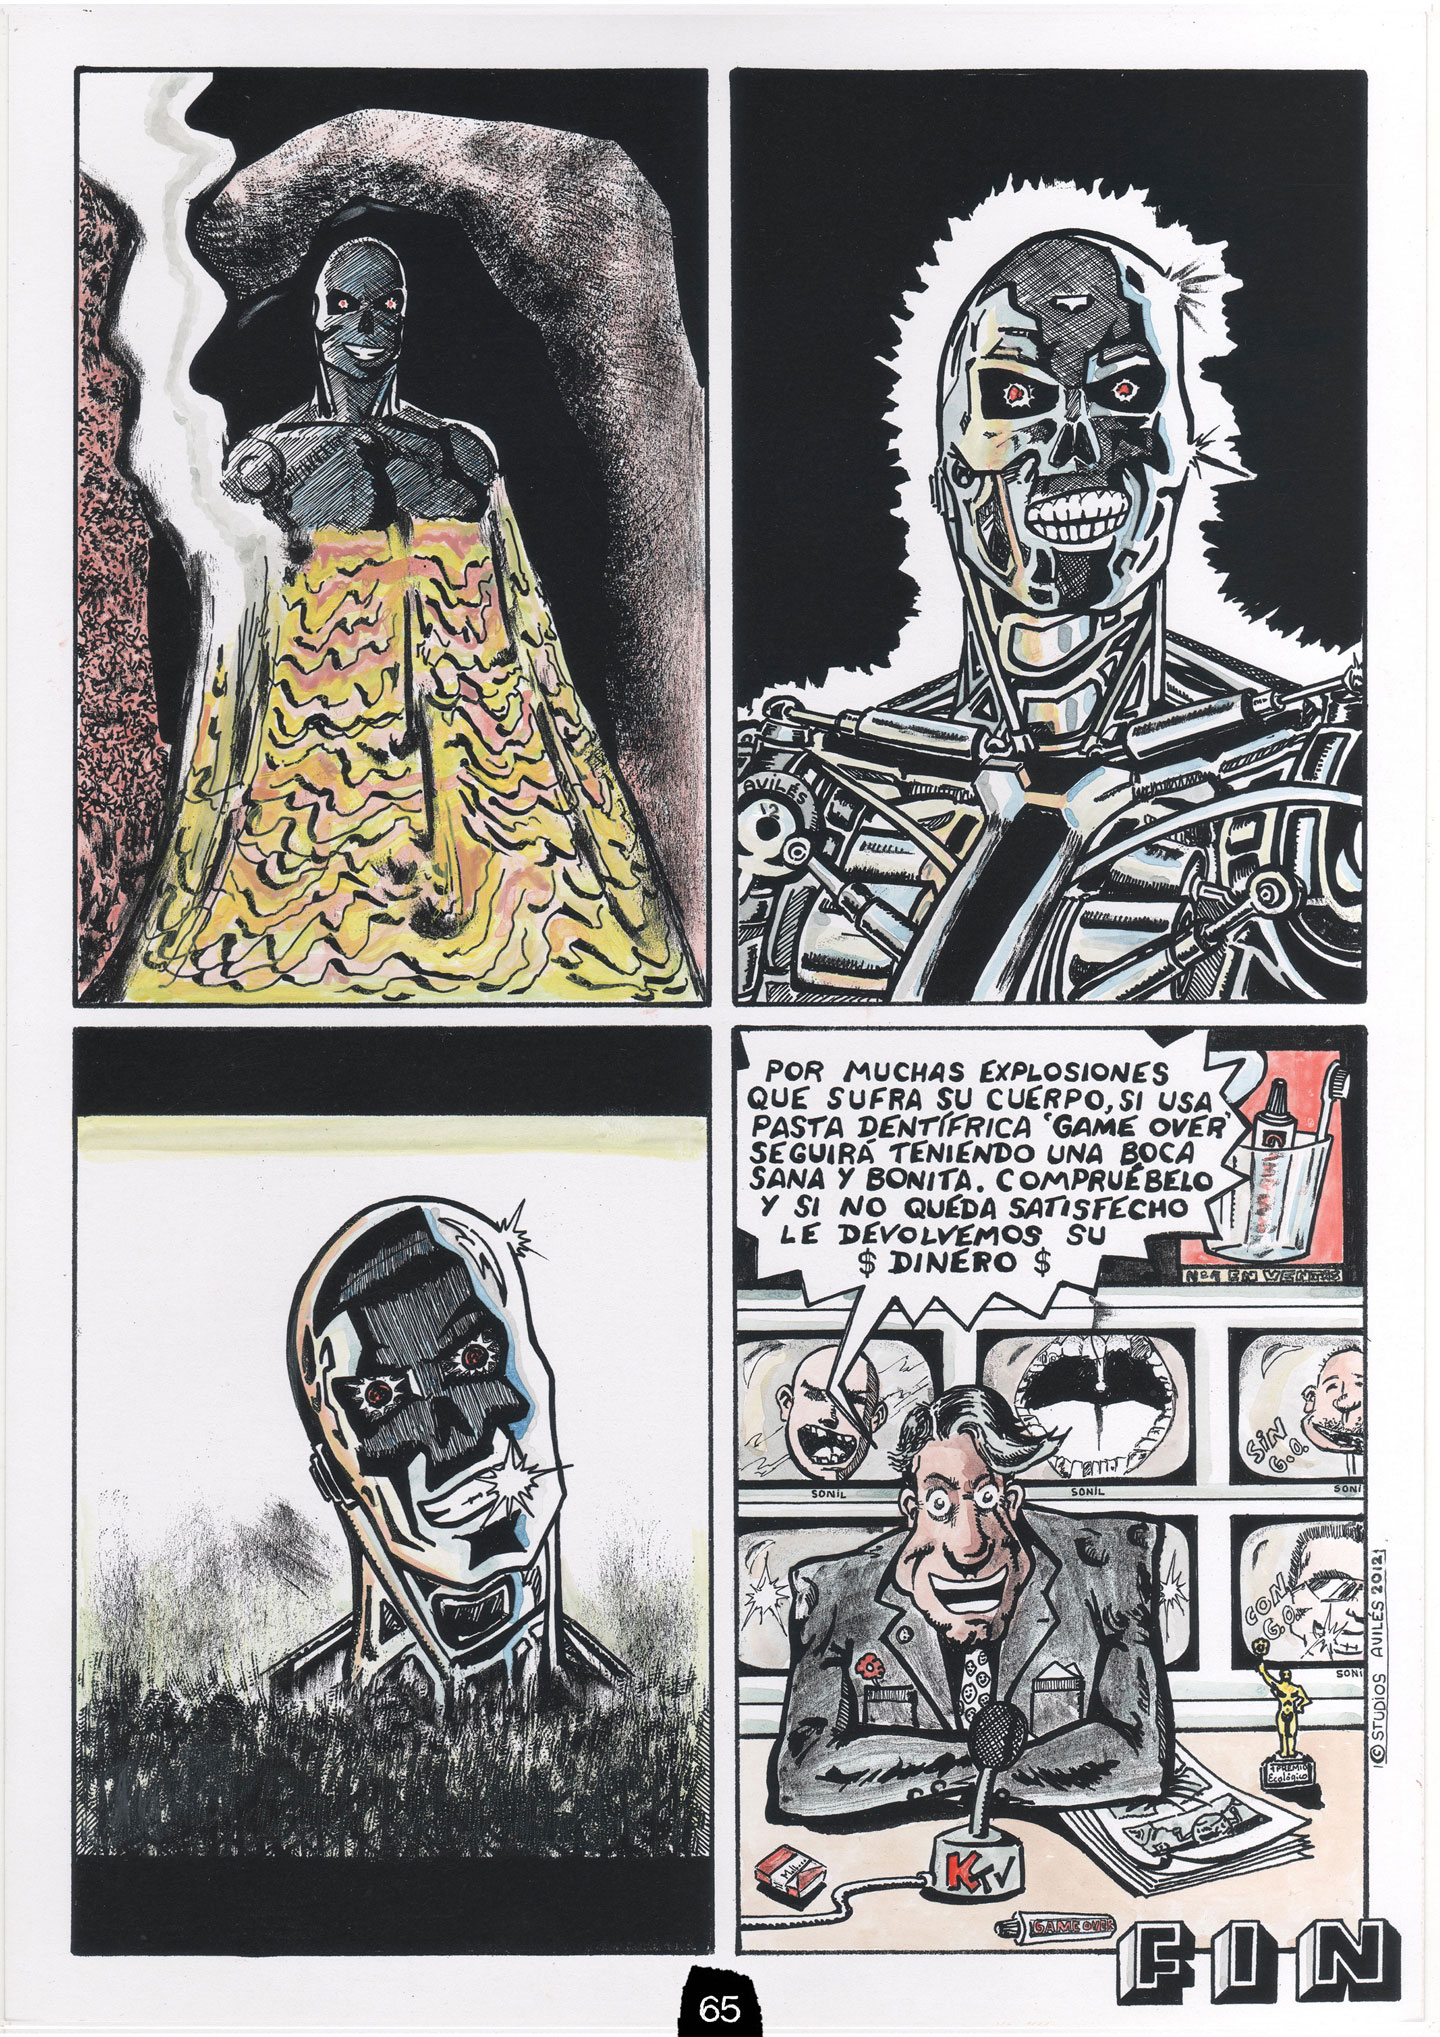 AVILÉS
12
POR MUCHAS EXPLOSIONES
QUE SUFRA SU CUERPO, SI USA
PASTA DENTÍFRICA 'GAME OVER'
SEGUIRÁ TENIENDO UNA BOCA
SANA Y BONITA. COMPRUÉBELO
Y SI NO QUEDA SATISFECHO
LE DEVOLVEMOS SU
$ DINERO $
Nº1 EN VENTAS
SONIL
SONIL
SIN
G.O.
SONI
CON
G.O.
SONI
1 PREMIO
Ecológico
KTV
GAME OVER
© STUDIOS AVILÉS 2012
FIN
65